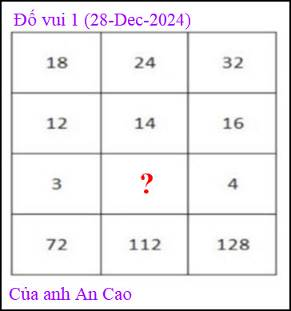 Đố vui 1 (28-Dec-2024)
18 24 32
12 14 16
3 ? 4
72 112 128
Của anh An Cao